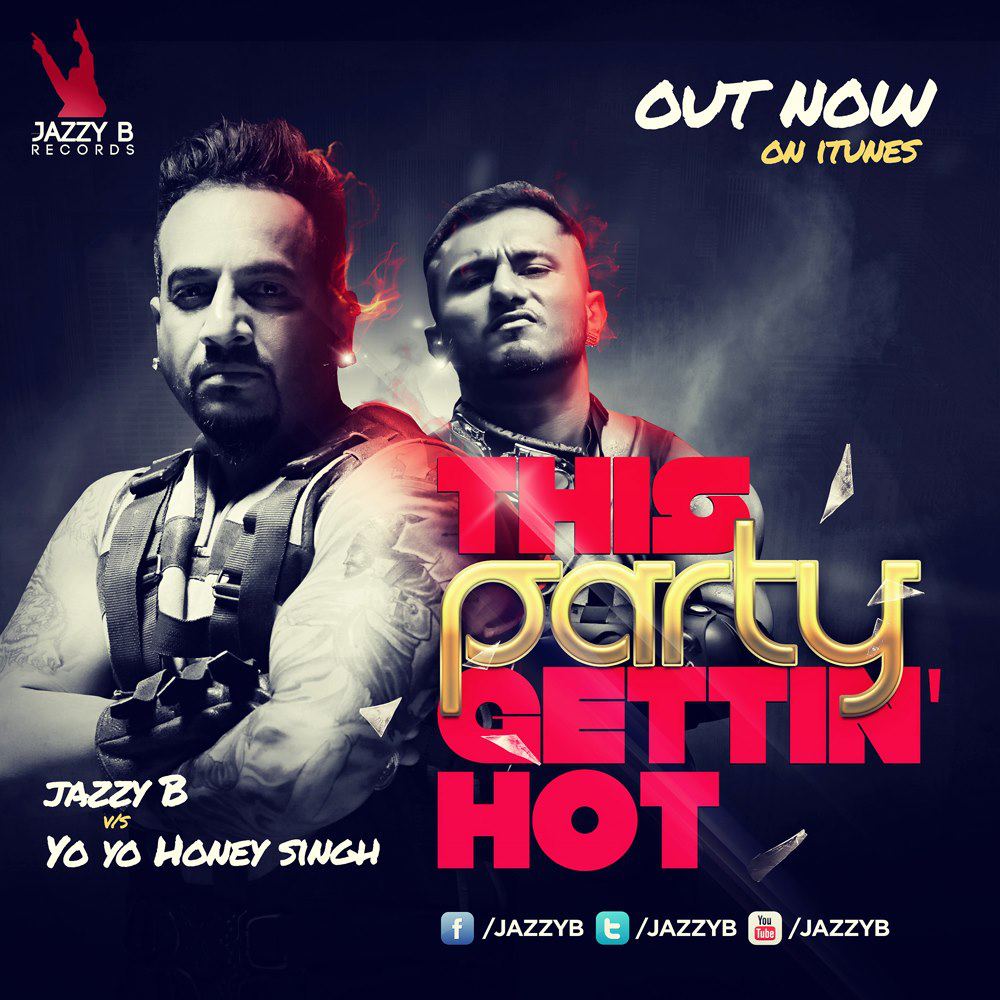 JAZZY B
RECORDS
OUT NOW
ON ITUNES
THIS
party
GETTIN'
HOT
JAZZY B
V/S
YO YO HONEY SINGH
/JAZZYB
/JAZZYB
You
Tube
/JAZZYB